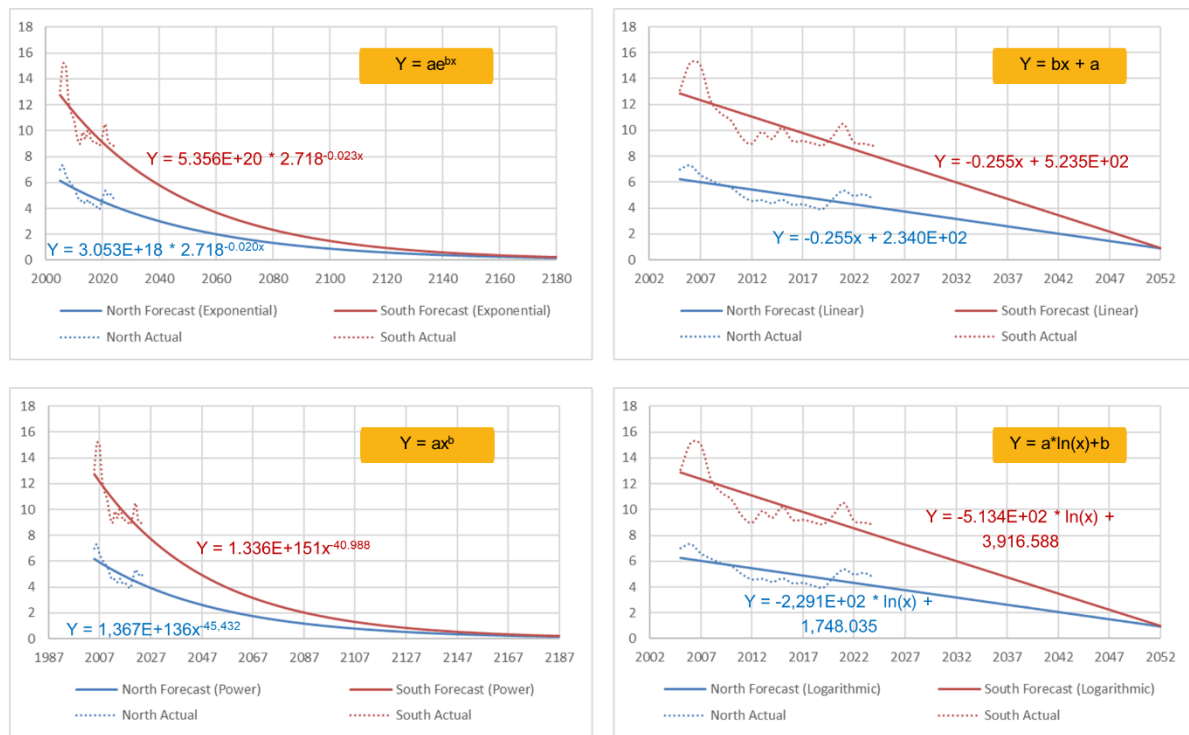 18
16
14
12
10
8
6
4
2
0
Y = ae^bx
Y = 5.356E+20 * 2.718^-0.023x
Y = 3.053E+18 * 2.718^-0.020x
2000 2020 2040 2060 2080 2100 2120 2140 2160 2180
North Forecast (Exponential) South Forecast (Exponential)
North Actual South Actual
18
16
14
12
10
8
6
4
2
0
Y = bx + a
Y = -0.255x + 5.235E+02
Y = -0.255x + 2.340E+02
2002 2007 2012 2017 2022 2027 2032 2037 2042 2047 2052
North Forecast (Linear) South Forecast (Linear)
North Actual South Actual
18
16
14
12
10
8
6
4
2
0
Y = ax^b
Y = 1.336E+151x^-40.988
Y = 1,367E+136x^-45,432
1987 2007 2027 2047 2067 2087 2107 2127 2147 2167 2187
North Forecast (Power) South Forecast (Power)
North Actual South Actual
18
16
14
12
10
8
6
4
2
0
Y = a*ln(x)+b
Y = -5.134E+02 * ln(x) +
3,916.588
Y = -2,291E+02 * ln(x) +
1,748.035
2002 2007 2012 2017 2022 2027 2032 2037 2042 2047 2052
North Forecast (Logarithmic) South Forecast (Logarithmic)
North Actual South Actual